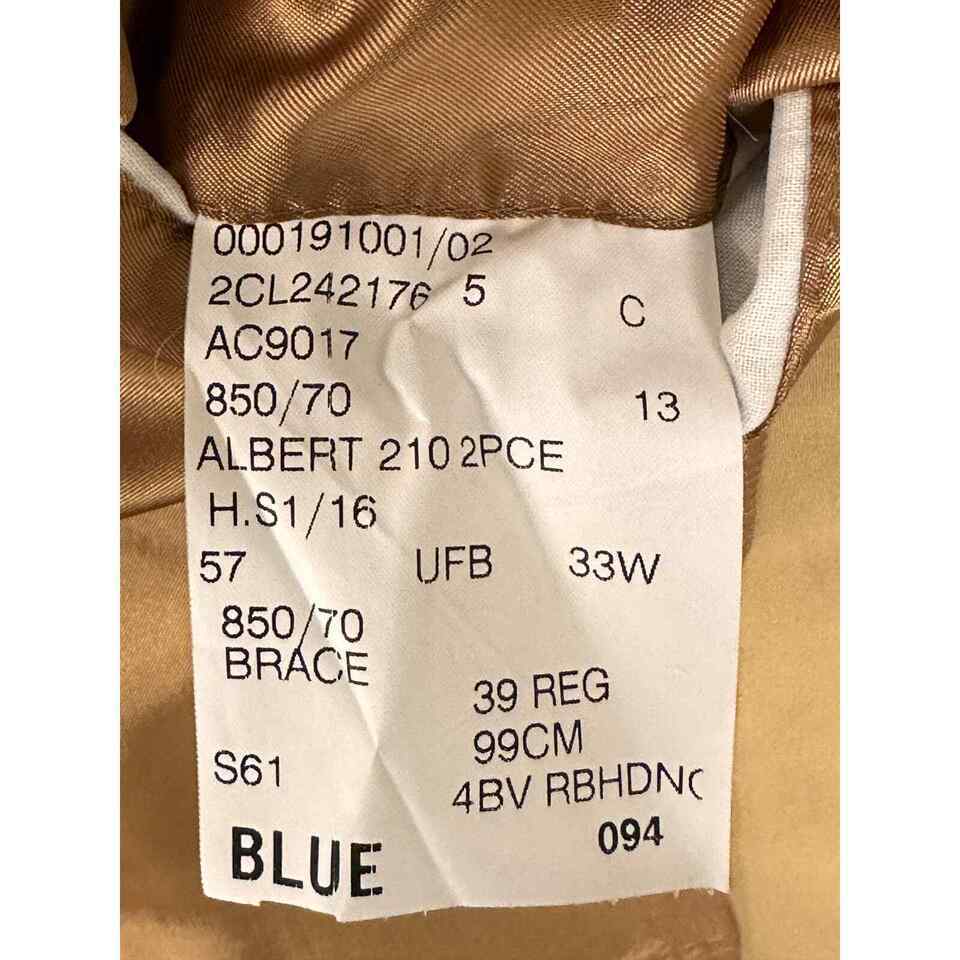 000191001/02
2CL242176 5
C
AC9017
850/70
13
ALBERT 210 2PCE
H.S1/16
57 UFB 33W
850/70
BRACE
39 REG
99CM
S61
4BV RBHDN
094
BLUE